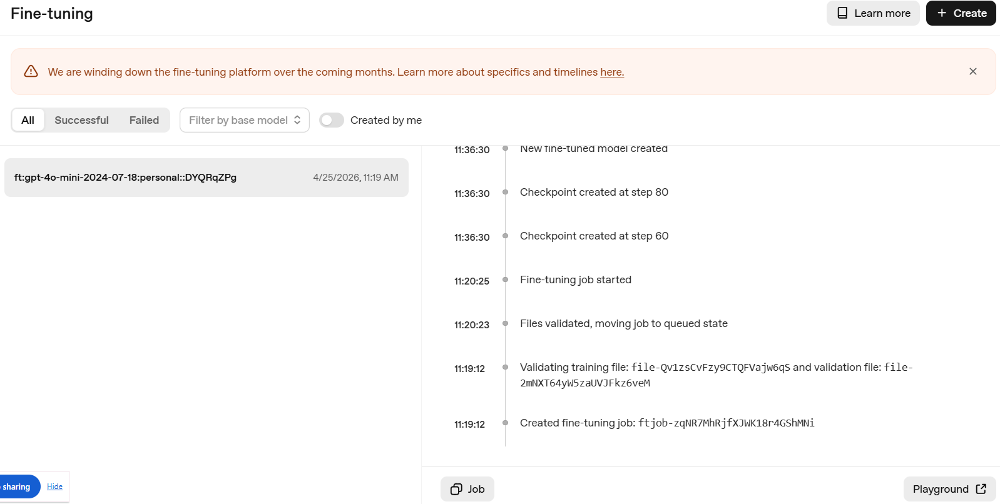 Fine-tuning
Learn more
Create
We are winding down the fine-tuning platform over the coming months. Learn more about specifics and timelines here.
All Successful Failed Filter by base model Created by me
ft:gpt-4o-mini-2024-07-18:personal::DYQRqZPg 4/25/2026, 11:19 AM
11:36:30 New fine-tuned model created
11:36:30 Checkpoint created at step 80
11:36:30 Checkpoint created at step 60
11:20:25 Fine-tuning job started
11:20:23 Files validated, moving job to queued state
11:19:12 Validating training file: file-Qv1zsCvFzy9CTQFVajw6qS and validation file: file-
2mNXT64yW5zaUVJFkz6veM
11:19:12 Created fine-tuning job: ftjob-zqNR7MhRjfXJWK18r4GShMNi
sharing Hide
Job
Playground